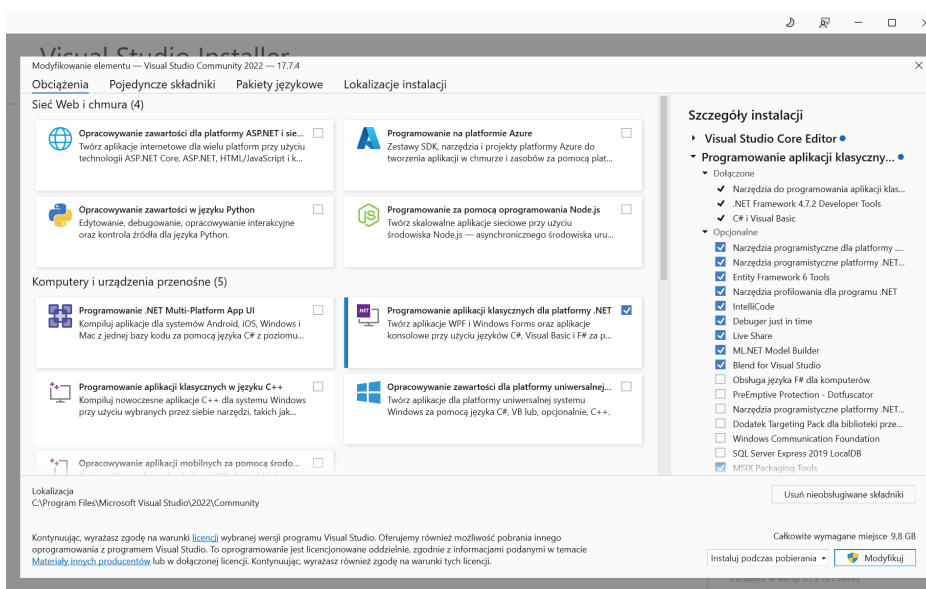 Visual Studio Installer
Modyfikowanie elementu — Visual Studio Community 2022 — 17.7.4
Obciążenia Pojedyncze składniki Pakiety językowe Lokalizacje instalacji
Sieć Web i chmura (4)
Opracowywanie zawartości dla platformy ASP.NET i sie...
Twórz aplikacje internetowe dla wielu platform przy użyciu
technologii ASP.NET Core, ASP.NET, HTML/JavaScript i k...
Programowanie na platformie Azure
Zestawy SDK, narzędzia i projekty platformy Azure do
tworzenia aplikacji w chmurze i zasobów za pomocą plat...
Opracowywanie zawartości w języku Python
Edytowanie, debugowanie, opracowywanie interakcyjne
oraz kontrola źródła dla języka Python.
JS
Programowanie za pomocą oprogramowania Node.js
Twórz skalowalne aplikacje sieciowe przy użyciu
środowiska Node.js — asynchronicznego środowiska uru...
Komputery i urządzenia przenośne (5)
Programowanie .NET Multi-Platform App UI
Kompiluj aplikacje dla systemów Android, iOS, Windows i
Mac z jednej bazy kodu za pomocą języka C# z poziomu...
.NET
Programowanie aplikacji klasycznych dla platformy .NET
Twórz aplikacje WPF i Windows Forms oraz aplikacje
konsolowe przy użyciu języków C#, Visual Basic i F# za p...
Programowanie aplikacji klasycznych w języku C++
Kompiluj nowoczesne aplikacje C++ dla systemu Windows
przy użyciu wybranych przez siebie narzędzi, takich jak...
Opracowywanie zawartości dla platformy uniwersalnej...
Twórz aplikacje dla platformy uniwersalnej systemu
Windows za pomocą języka C#, VB lub, opcjonalnie, C++.
Opracowywanie aplikacji mobilnych za pomocą środo...
Szczegóły instalacji
Visual Studio Core Editor
Programowanie aplikacji klasyczny...
Dołączone
Narzędzia do programowania aplikacji klas...
.NET Framework 4.7.2 Developer Tools
C# i Visual Basic
Opcjonalne
Narzędzia programistyczne dla platformy ....
Narzędzia programistyczne platformy .NET...
Entity Framework 6 Tools
Narzędzia profilowania dla programu .NET
IntelliCode
Debuger just in time
Live Share
ML.NET Model Builder
Blend for Visual Studio
Obsługa języka F# dla komputerów
PreEmptive Protection - Dotfuscator
Narzędzia programistyczne platformy .NET...
Dodatek Targeting Pack dla biblioteki prze...
Windows Communication Foundation
SQL Server Express 2019 LocalDB
MSIX Packaging Tools
Lokalizacja
C:\Program Files\Microsoft Visual Studio\2022\Community
Usuń nieobsługiwane składniki
Kontynuując, wyrażasz zgodę na warunki licencji wybranej wersji programu Visual Studio. Oferujemy również możliwość pobrania innego
oprogramowania z programem Visual Studio. To oprogramowanie jest licencjonowane oddzielnie, zgodnie z informacjami podanymi w temacie
Materiały innych producentów lub w dołączonej licencji. Kontynuując, wyrażasz również zgodę na warunki tych licencji.
Całkowite wymagane miejsce 9,8 GB
Instaluj podczas pobierania
Modyfikuj